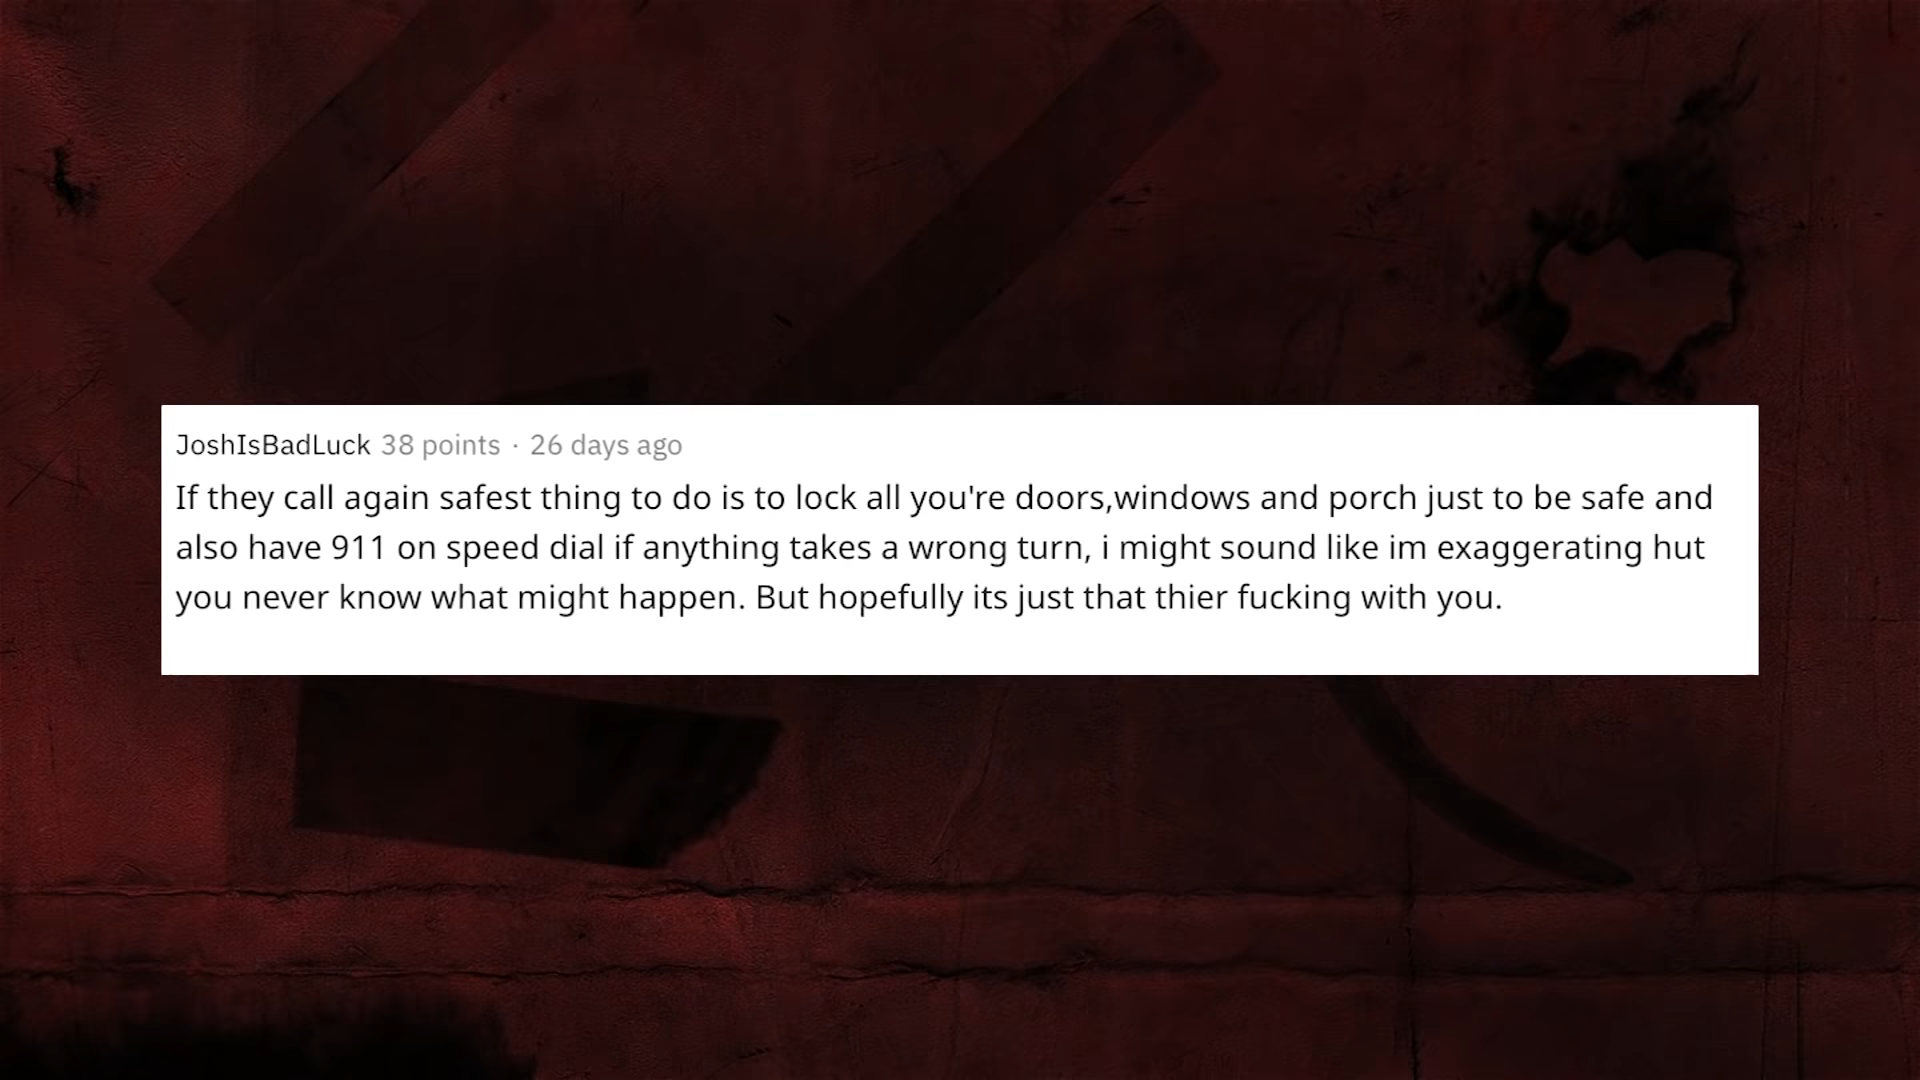 JoshIsBadLuck 38 points · 26 days ago
If they call again safest thing to do is to lock all you're doors,windows and porch just to be safe and
also have 911 on speed dial if anything takes a wrong turn, i might sound like im exaggerating hut
you never know what might happen. But hopefully its just that thier fucking with you.